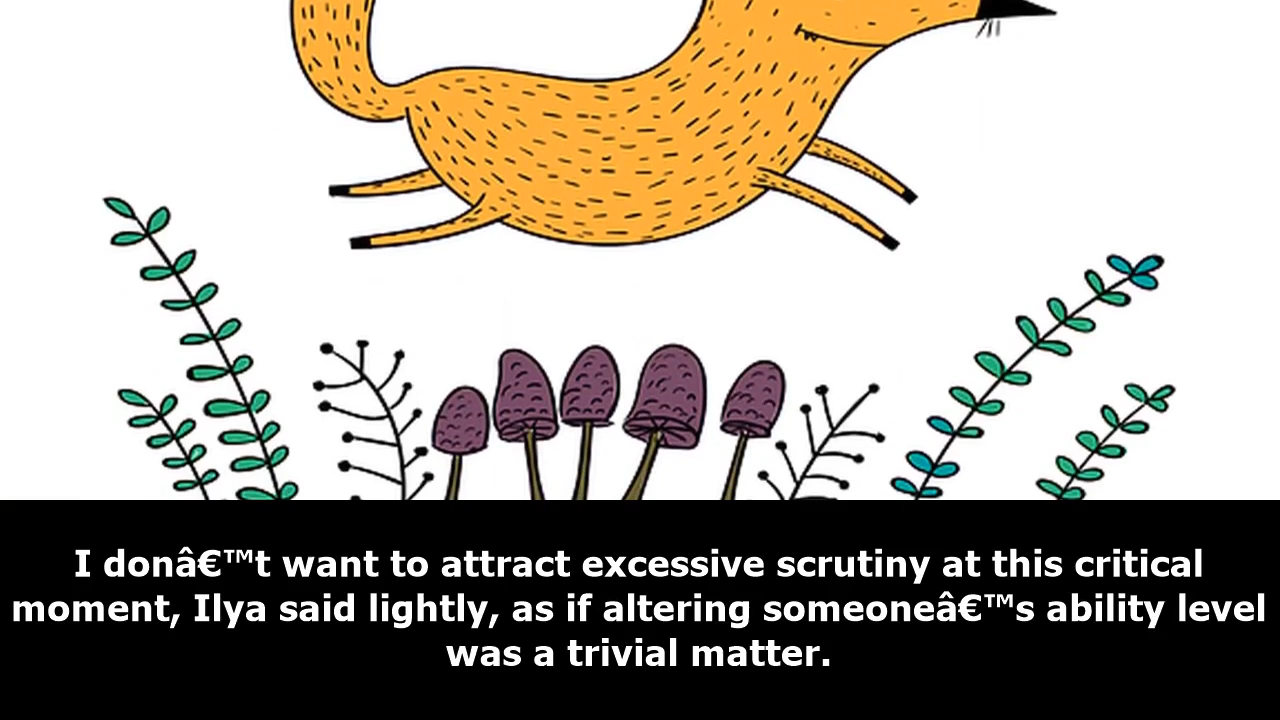 I donâ€™t want to attract excessive scrutiny at this critical
moment, Ilya said lightly, as if altering someoneâ€™s ability level
was a trivial matter.